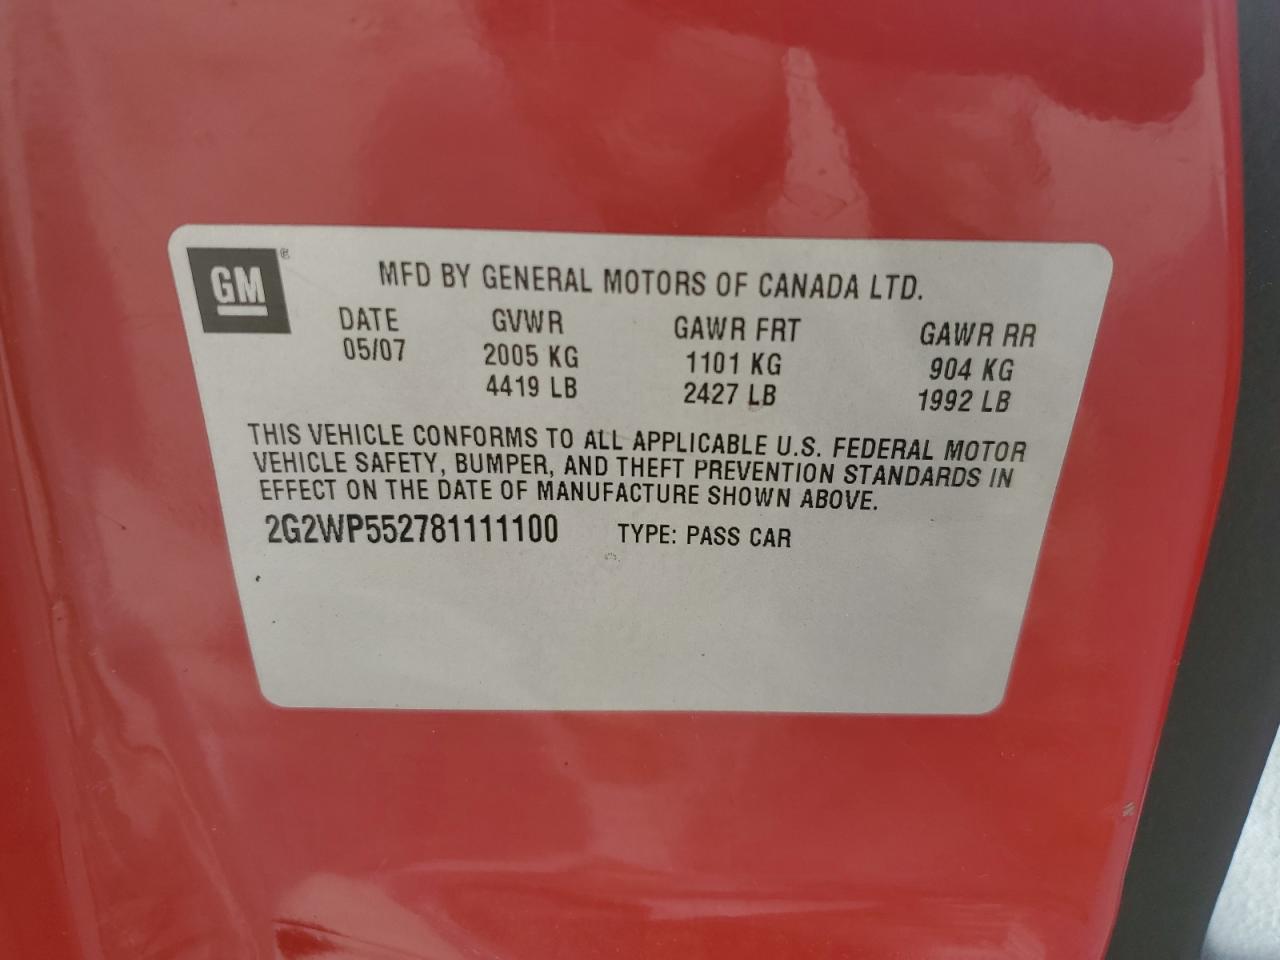 GM
MFD BY GENERAL MOTORS OF CANADA LTD.
DATE GVWR GAWR FRT GAWR RR
05/07 2005 KG 1101 KG 904 KG
4419 LB 2427 LB 1992 LB
THIS VEHICLE CONFORMS TO ALL APPLICABLE U.S. FEDERAL MOTOR
VEHICLE SAFETY, BUMPER, AND THEFT PREVENTION STANDARDS IN
EFFECT ON THE DATE OF MANUFACTURE SHOWN ABOVE.
2G2WP552781111100 TYPE: PASS CAR